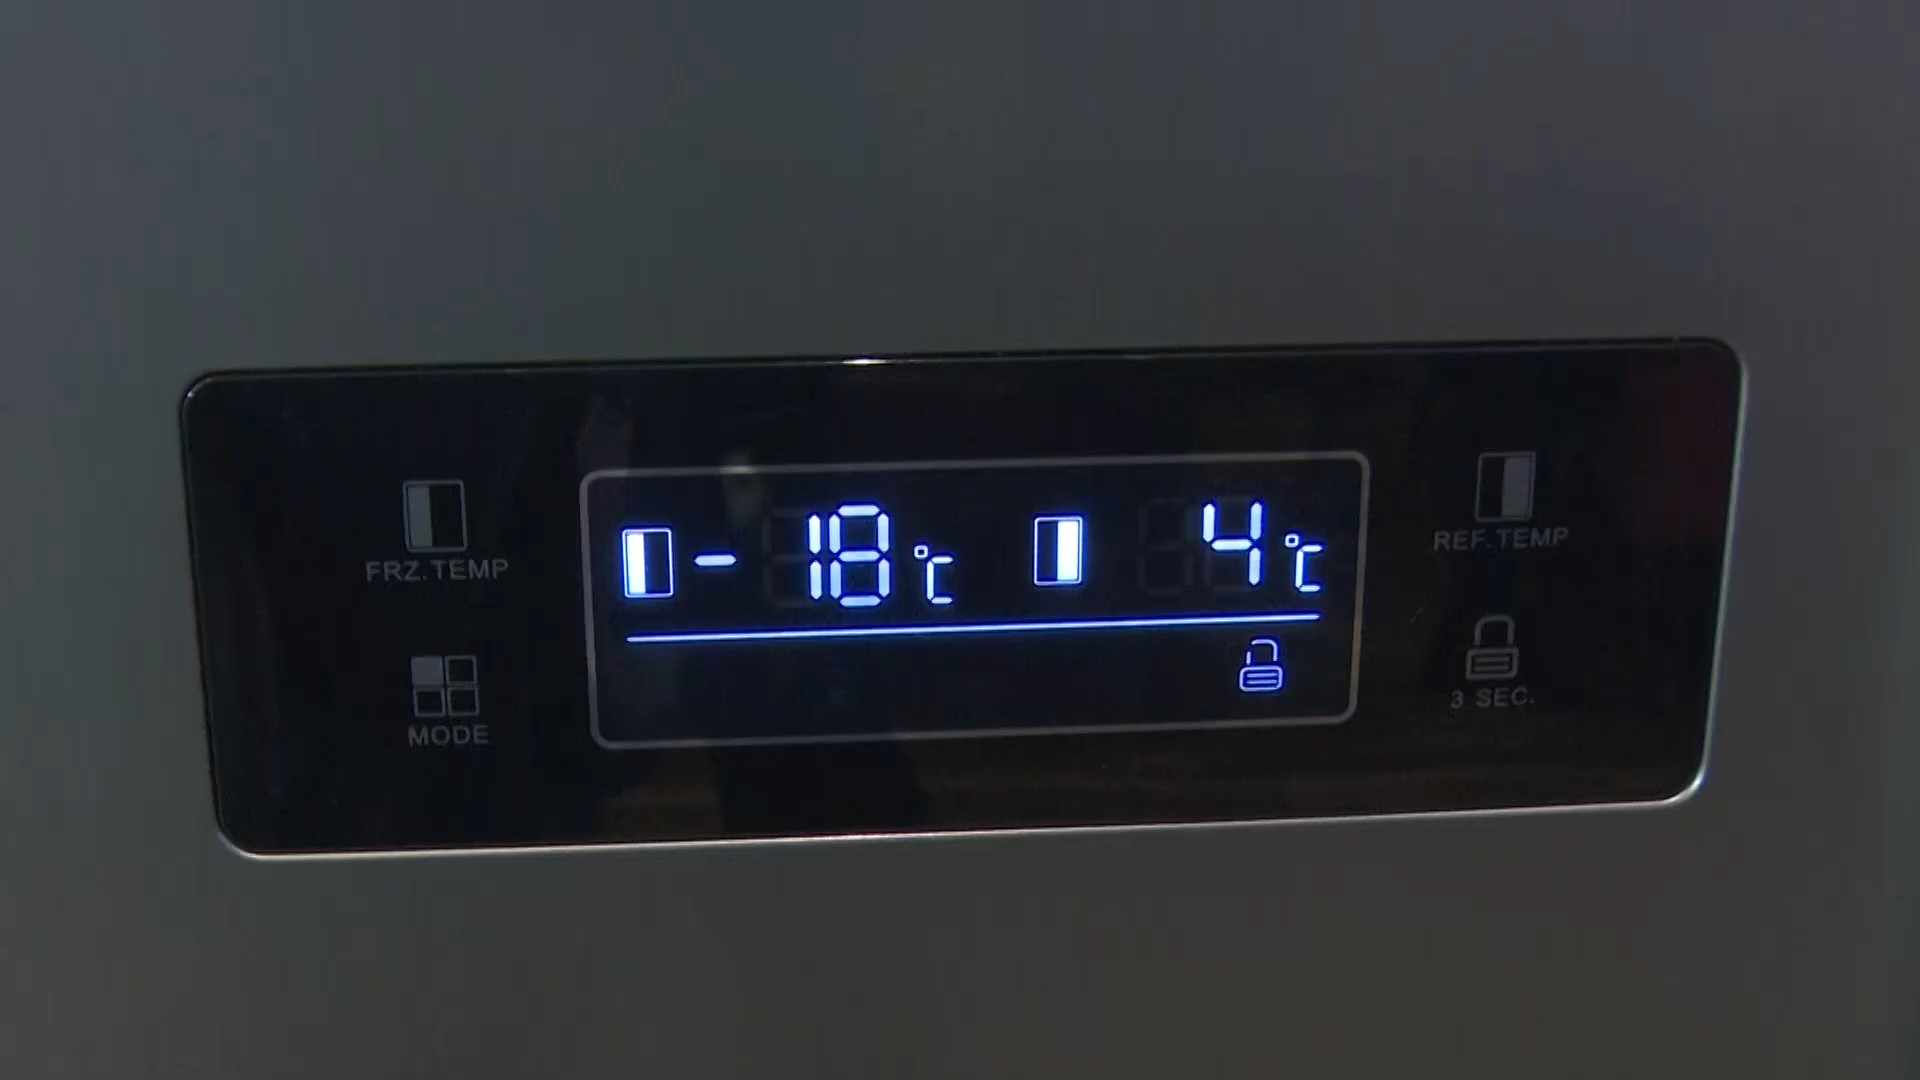 FRZ. TEMP
MODE
-18°C
4°C
REF. TEMP
3 SEC.